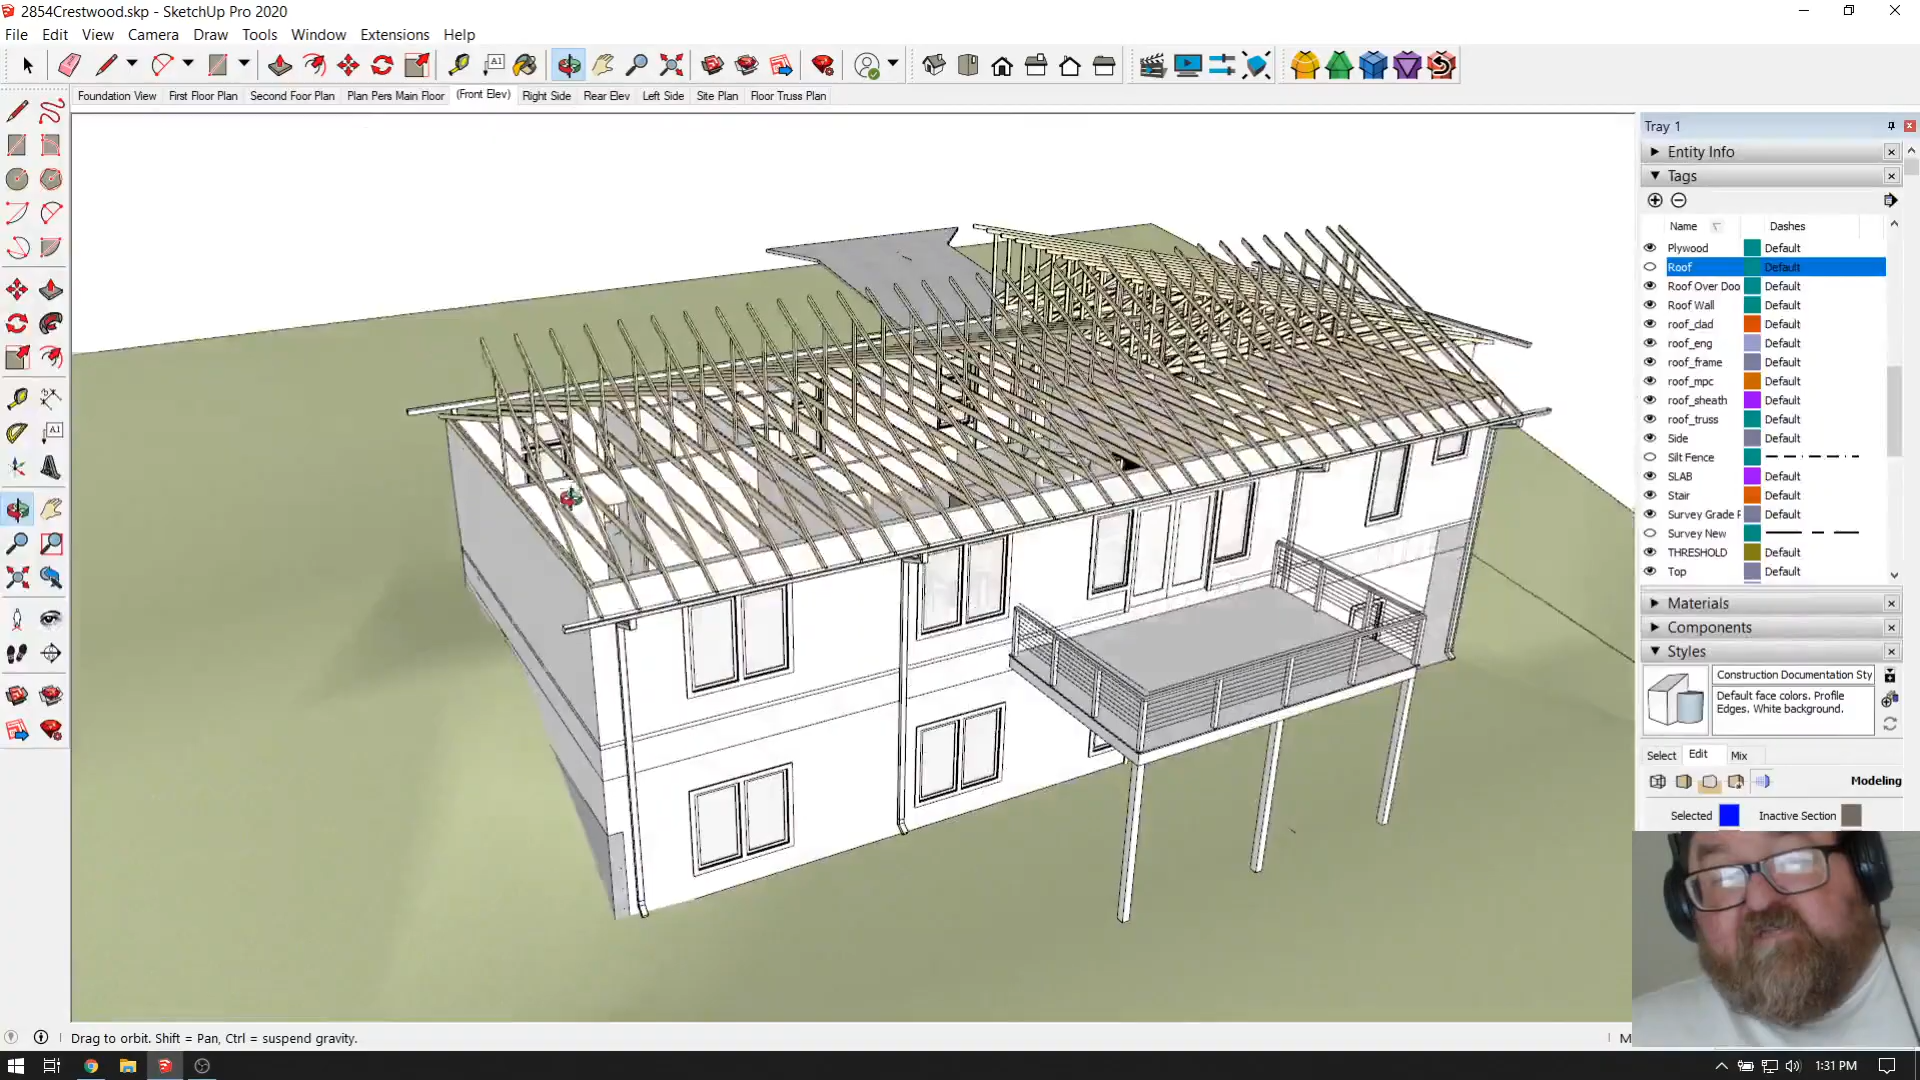 2854Crestwood.skp - SketchUp Pro 2020
File Edit View Camera Draw Tools Window Extensions Help
A1
Foundation View First Floor Plan Second Foor Plan Plan Pers Main Floor (Front Elev) Right Side Rear Elev Left Side Site Plan Floor Truss Plan
Tray 1
Entity Info
Tags
Name Dashes
Plywood Default
Roof Default
Roof Over Doo Default
Roof Wall Default
roof_clad Default
roof_eng Default
roof_frame Default
roof_mpc Default
roof_sheath Default
roof_truss Default
Side Default
Silt Fence
SLAB Default
Stair Default
Survey Grade F Default
Survey New
THRESHOLD Default
Top Default
A1
Materials
Components
Styles
Construction Documentation Sty
Default face colors. Profile
Edges. White background.
Select Edit Mix
Modeling
Selected Inactive Section
Drag to orbit. Shift = Pan, Ctrl = suspend gravity.
M
1:31 PM